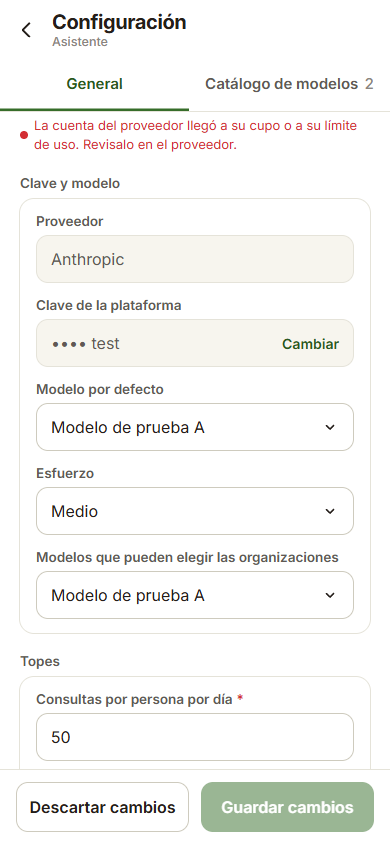 Configuración
Asistente
General
Catálogo de modelos 2
La cuenta del proveedor llegó a su cupo o a su límite
de uso. Revisalo en el proveedor.
Clave y modelo
Proveedor
Anthropic
Clave de la plataforma
•••• test
Cambiar
Modelo por defecto
Modelo de prueba A
Esfuerzo
Medio
Modelos que pueden elegir las organizaciones
Modelo de prueba A
Topes
Consultas por persona por día *
50
Descartar cambios
Guardar cambios